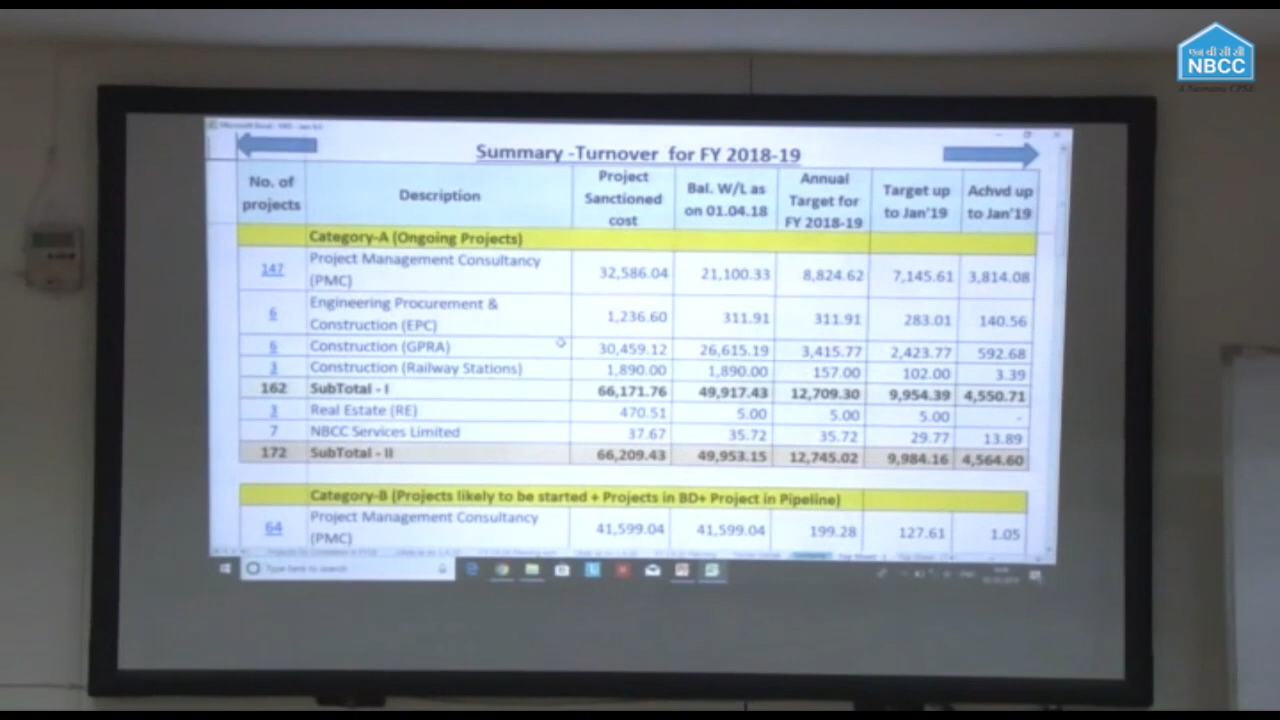 एन बी सी सी
NBCC
A Navratna CPSE
Summary -Turnover for FY 2018-19
No. of projects Description Project Sanctioned cost Bal. W/L as on 01.04.18 Annual Target for FY 2018-19 Target up to Jan'19 Achvd up to Jan'19
Category-A (Ongoing Projects)
147 Project Management Consultancy (PMC) 32,586.04 21,100.33 8,824.62 7,145.61 3,814.08
6 Engineering Procurement & Construction (EPC) 1,236.60 311.91 311.91 283.01 140.56
6 Construction (GPRA) 30,459.12 26,615.19 3,415.77 2,423.77 592.68
3 Construction (Railway Stations) 1,890.00 1,890.00 157.00 102.00 3.39
162 SubTotal - I 66,171.76 49,917.43 12,709.30 9,954.39 4,550.71
3 Real Estate (RE) 470.51 5.00 5.00 5.00 -
7 NBCC Services Limited 37.67 35.72 35.72 29.77 13.89
172 SubTotal - II 66,209.43 49,953.15 12,745.02 9,984.16 4,564.60
Category-B (Projects likely to be started + Projects in BD+ Project in Pipeline)
64 Project Management Consultancy (PMC) 41,599.04 41,599.04 199.28 127.61 1.05
Type here to search